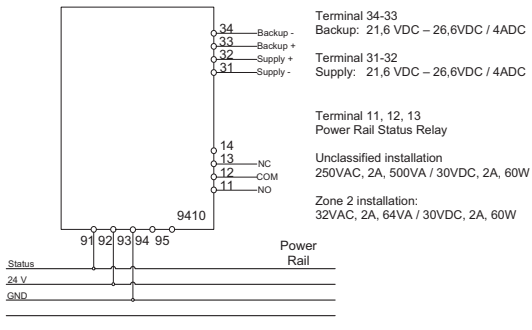 34 Backup -
33 Backup +
32 Supply +
31 Supply -
14
13 NC
12 COM
11 NO
9410
91 92 93 94 95
Power
Rail
Status
24 V
GND
Terminal 34-33
Backup: 21,6 VDC – 26,6VDC / 4ADC
Terminal 31-32
Supply: 21,6 VDC – 26,6VDC / 4ADC
Terminal 11, 12, 13
Power Rail Status Relay
Unclassified installation
250VAC, 2A, 500VA / 30VDC, 2A, 60W
Zone 2 installation:
32VAC, 2A, 64VA / 30VDC, 2A, 60W